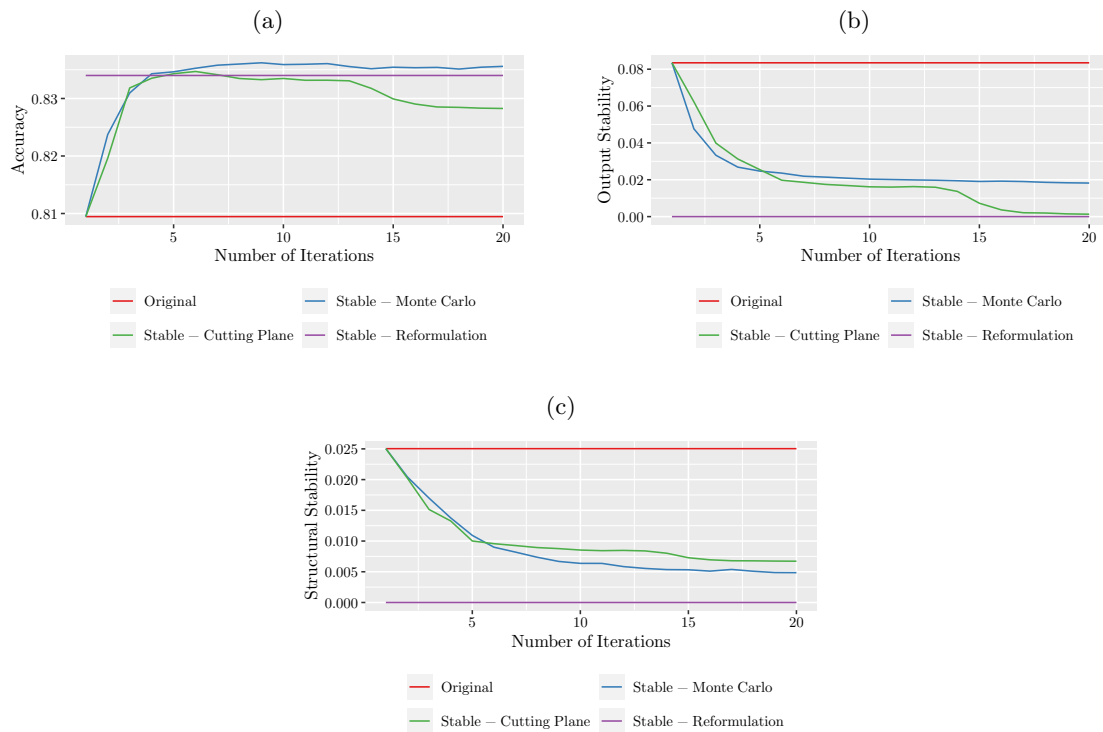 (a)
Accuracy
0.83
0.82
0.81
5 10 15 20
Number of Iterations
Original Stable − Monte Carlo
Stable − Cutting Plane Stable − Reformulation
(b)
Output Stability
0.08
0.06
0.04
0.02
0.00
5 10 15 20
Number of Iterations
Original Stable − Monte Carlo
Stable − Cutting Plane Stable − Reformulation
(c)
Structural Stability
0.025
0.020
0.015
0.010
0.005
0.000
5 10 15 20
Number of Iterations
Original Stable − Monte Carlo
Stable − Cutting Plane Stable − Reformulation